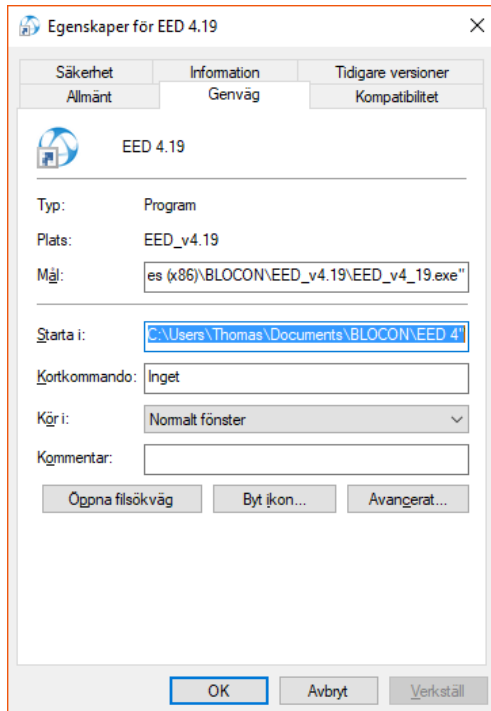 Egenskaper för EED 4.19
Säkerhet Information Tidigare versioner
Allmänt Genväg Kompatibilitet
EED 4.19
Typ: Program
Plats: EED_v4.19
Mål: es (x86)\BLOCON\EED_v4.19\EED_v4_19.exe"
Starta i: C:\Users\Thomas\Documents\BLOCON\EED 4"
Kortkommando: Inget
Kör i: Normalt fönster
Kommentar:
Öppna filsökväg Byt ikon... Avancerat...
OK Avbryt Verkställ